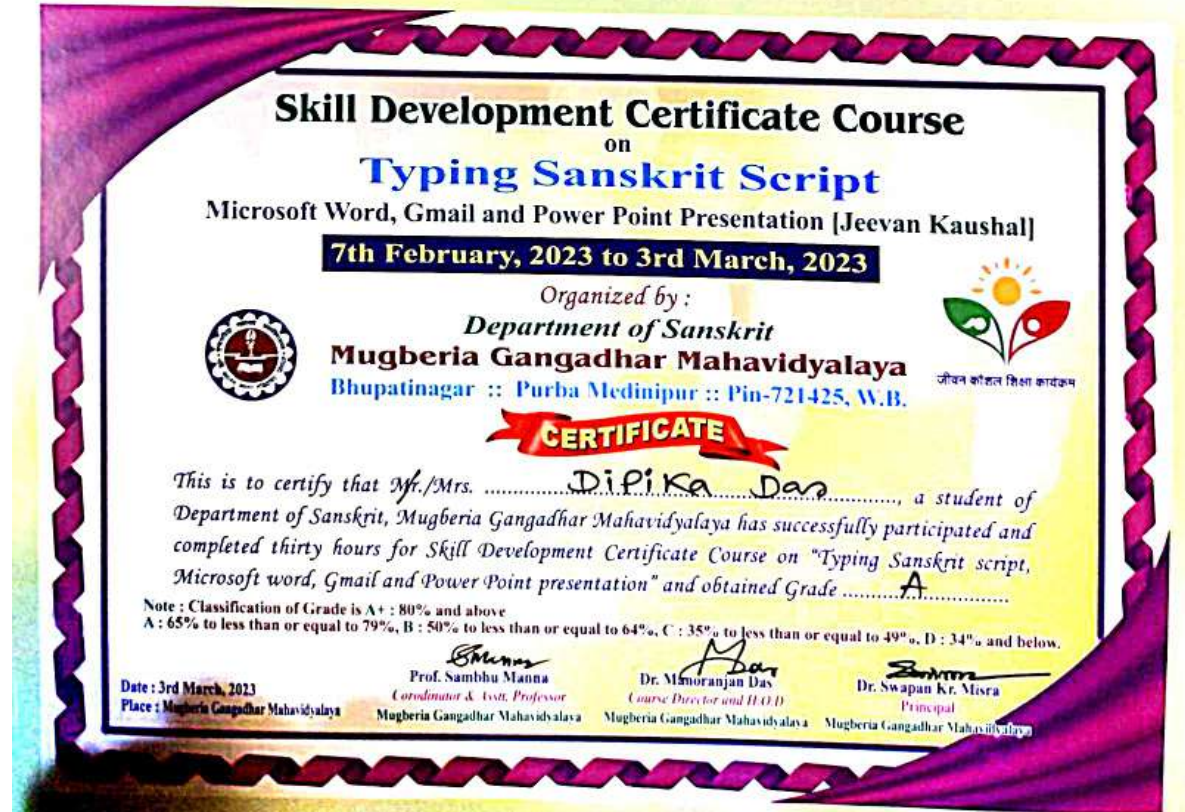 Skill Development Certificate Course
on
Typing Sanskrit Script
Microsoft Word, Gmail and Power Point Presentation [Jeevan Kaushal]
7th February, 2023 to 3rd March, 2023
Organized by :
Department of Sanskrit
Mugberia Gangadhar Mahavidyalaya
Bhupatinagar :: Purba Medinipur :: Pin-721425, W.B.
जीवन कौशल शिक्षा कार्यक्रम
CERTIFICATE
This is to certify that Mr./Mrs. DiPiKa Das, a student of
Department of Sanskrit, Mugberia Gangadhar Mahavidyalaya has successfully participated and
completed thirty hours for Skill Development Certificate Course on "Typing Sanskrit script,
Microsoft word, Gmail and Power Point presentation" and obtained Grade A
Note : Classification of Grade is A+ : 80% and above
A : 65% to less than or equal to 79%, B : 50% to less than or equal to 64%, C : 35% to less than or equal to 49%, D : 34% and below.
Date : 3rd March, 2023
Place : Mugberia Gangadhar Mahavidyalaya
Prof. Sambhu Manna
Corodinator & Asst. Professor
Mugberia Gangadhar Mahavidyalaya
Dr. Manoranjan Das
Course Director and H.O.D
Mugberia Gangadhar Mahavidyalaya
Dr. Swapan Kr. Misra
Principal
Mugberia Gangadhar Mahavidyalaya